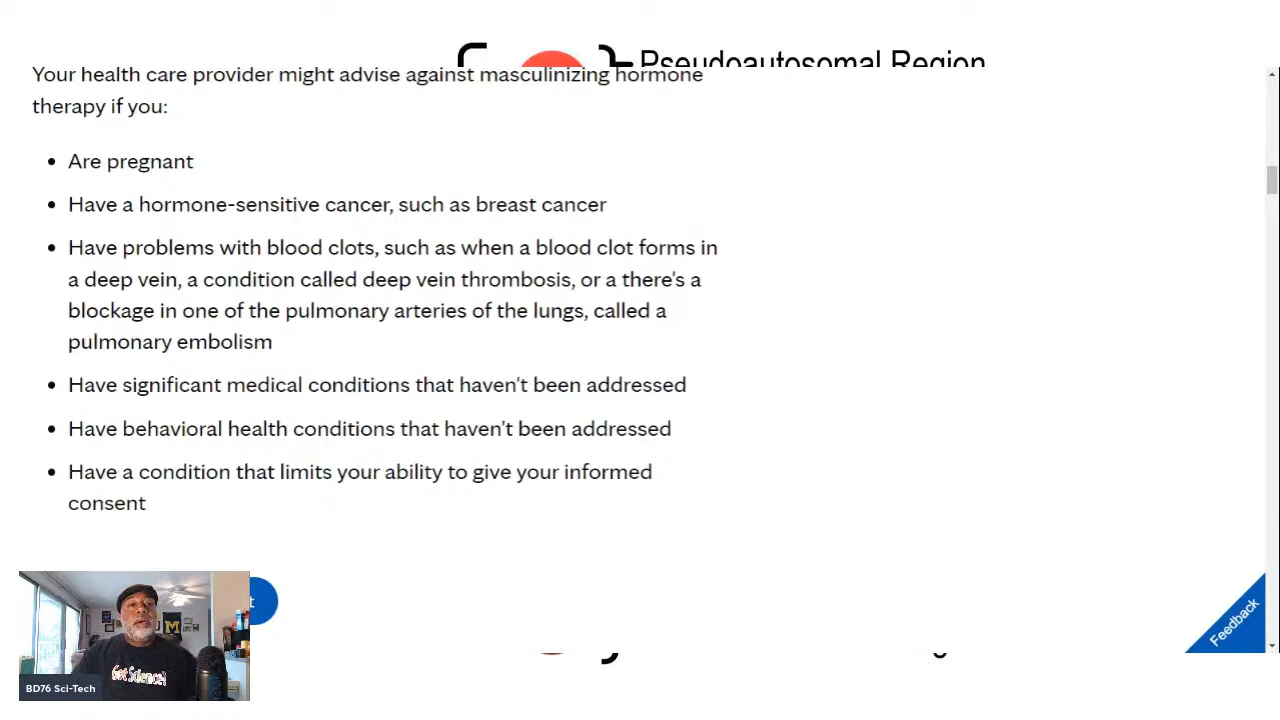 Pseudoautosomal Region
Your health care provider might advise against masculinizing hormone
therapy if you:
• Are pregnant
• Have a hormone-sensitive cancer, such as breast cancer
• Have problems with blood clots, such as when a blood clot forms in
a deep vein, a condition called deep vein thrombosis, or a there's a
blockage in one of the pulmonary arteries of the lungs, called a
pulmonary embolism
• Have significant medical conditions that haven't been addressed
• Have behavioral health conditions that haven't been addressed
• Have a condition that limits your ability to give your informed
consent
Feedback
M
Got Science?
BD76 Sci-Tech